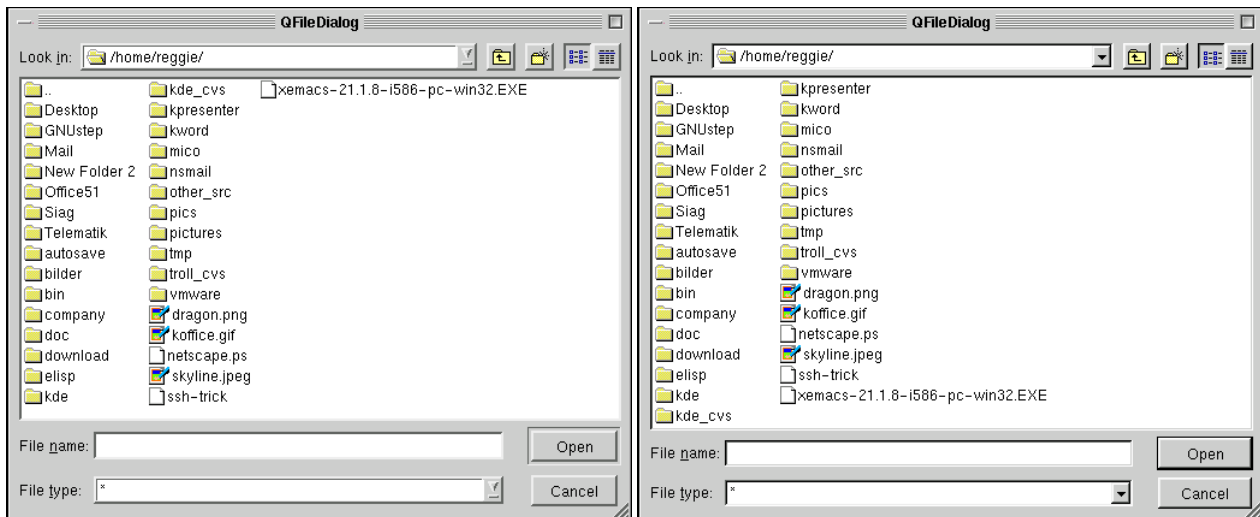 QFileDialog
Look in: /home/reggie/
.. kde_cvs xemacs-21.1.8-i586-pc-win32.EXE
Desktop kpresenter
GNUstep kword
Mail mico
New Folder 2 nsmail
Office51 other_src
Siag pics
Telematik pictures
autosave tmp
bilder troll_cvs
bin vmware
company dragon.png
doc koffice.gif
download netscape.ps
elisp skyline.jpeg
kde ssh-trick
File name: Open
File type: * Cancel
QFileDialog
Look in: /home/reggie/
.. kpresenter
Desktop kword
GNUstep mico
Mail nsmail
New Folder 2 other_src
Office51 pics
Siag pictures
Telematik tmp
autosave troll_cvs
bilder vmware
bin dragon.png
company koffice.gif
doc netscape.ps
download skyline.jpeg
elisp ssh-trick
kde xemacs-21.1.8-i586-pc-win32.EXE
kde_cvs
File name: Open
File type: * Cancel